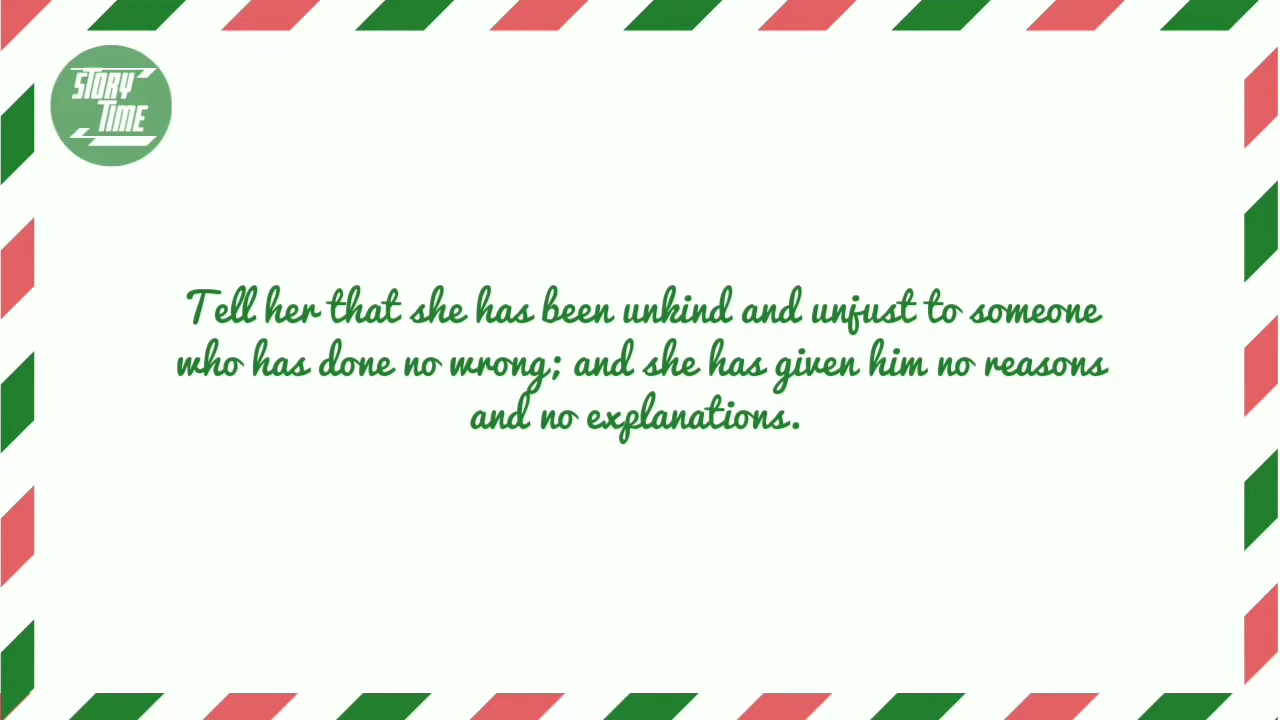 STORY
TIME
Tell her that she has been unkind and unjust to someone
who has done no wrong; and she has given him no reasons
and no explanations.